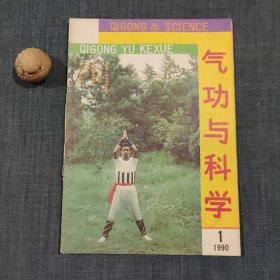 QIGONG & SCIENCE
QIGONG YU KEXUE
气功与科学
1
1990